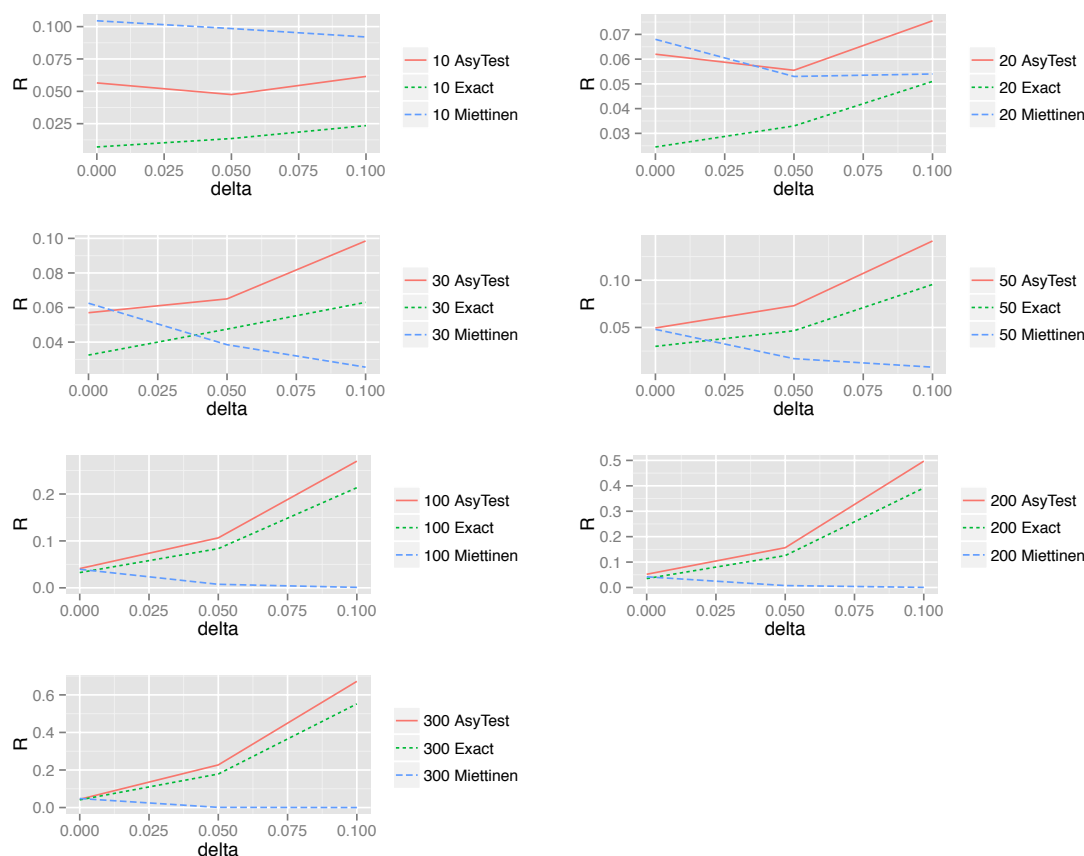 R
0.100
0.075
0.050
0.025
0.000 0.025 0.050 0.075 0.100
delta
10 AsyTest
10 Exact
10 Miettinen
R
0.07
0.06
0.05
0.04
0.03
0.000 0.025 0.050 0.075 0.100
delta
20 AsyTest
20 Exact
20 Miettinen
R
0.10
0.08
0.06
0.04
0.000 0.025 0.050 0.075 0.100
delta
30 AsyTest
30 Exact
30 Miettinen
R
0.10
0.05
0.000 0.025 0.050 0.075 0.100
delta
50 AsyTest
50 Exact
50 Miettinen
R
0.2
0.1
0.0
0.000 0.025 0.050 0.075 0.100
delta
100 AsyTest
100 Exact
100 Miettinen
R
0.5
0.4
0.3
0.2
0.1
0.0
0.000 0.025 0.050 0.075 0.100
delta
200 AsyTest
200 Exact
200 Miettinen
R
0.6
0.4
0.2
0.0
0.000 0.025 0.050 0.075 0.100
delta
300 AsyTest
300 Exact
300 Miettinen